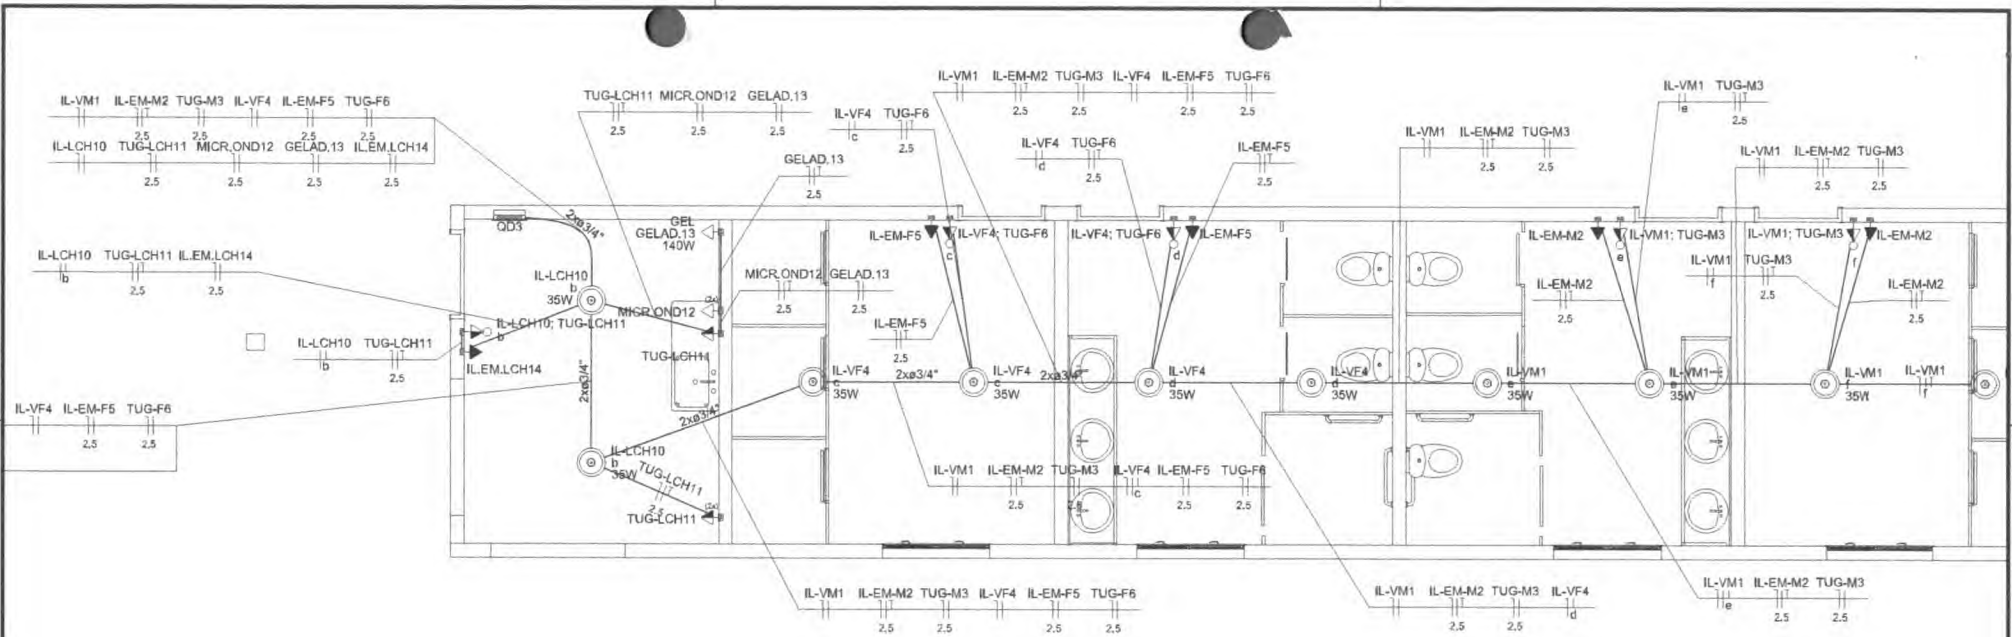 IL-VM1 IL-EM-M2 TUG-M3 IL-VF4 IL-EM-F5 TUG-F6
2.5 2.5 2.5 2.5
IL-LCH10 TUG-LCH11 MICR.OND12 GELAD.13 IL.EM.LCH14
2.5 2.5 2.5 2.5
TUG-LCH11 MICR.OND12 GELAD.13
2.5 2.5 2.5
IL-VF4 TUG-F6
c 2.5
GELAD.13
2.5
IL-VM1 IL-EM-M2 TUG-M3 IL-VF4 IL-EM-F5 TUG-F6
2.5 2.5 2.5 2.5
IL-VF4 TUG-F6
d 2.5
IL-EM-F5
2.5
IL-VM1 IL-EM-M2 TUG-M3
2.5 2.5
IL-VM1 TUG-M3
e 2.5
IL-VM1 IL-EM-M2 TUG-M3
2.5 2.5
QD3
2xø3/4"
GEL
GELAD.13
140W
IL-EM-F5
IL-VF4; TUG-F6
c
IL-VF4; TUG-F6
d
IL-EM-F5
IL-EM-M2
IL-VM1; TUG-M3
e
IL-VM1; TUG-M3
f
IL-EM-M2
IL-LCH10 TUG-LCH11 IL.EM.LCH14
b 2.5 2.5
IL-LCH10
b
35W
MICR.OND12 GELAD.13
2.5 2.5
IL-EM-M2
2.5
IL-VM1 TUG-M3
f 2.5
IL-EM-M2
2.5
(2x)
MICR.OND12
IL-LCH10; TUG-LCH11
b
IL-EM-F5
2.5
IL-LCH10 TUG-LCH11
b 2.5
IL.EM.LCH14
TUG-LCH11
2xø3/4"
IL-VF4
c
35W
2xø3/4"
IL-VF4
c
35W
2xø3/4"
IL-VF4
d
35W
IL-VF4
d
35W
IL-VM1
e
35W
IL-VM1
e
35W
IL-VM1
f
35W
IL-VM1
f
IL-VF4 IL-EM-F5 TUG-F6
2.5 2.5
2xø3/4"
IL-LCH10
b
35W
TUG-LCH11
2.5
(2x)
TUG-LCH11
IL-VM1 IL-EM-M2 TUG-M3 IL-VF4 IL-EM-F5 TUG-F6
2.5 2.5 c 2.5 2.5
IL-VM1 IL-EM-M2 TUG-M3 IL-VF4 IL-EM-F5 TUG-F6
2.5 2.5 2.5 2.5
IL-VM1 IL-EM-M2 TUG-M3 IL-VF4
2.5 2.5 d
IL-VM1 IL-EM-M2 TUG-M3
e 2.5 2.5